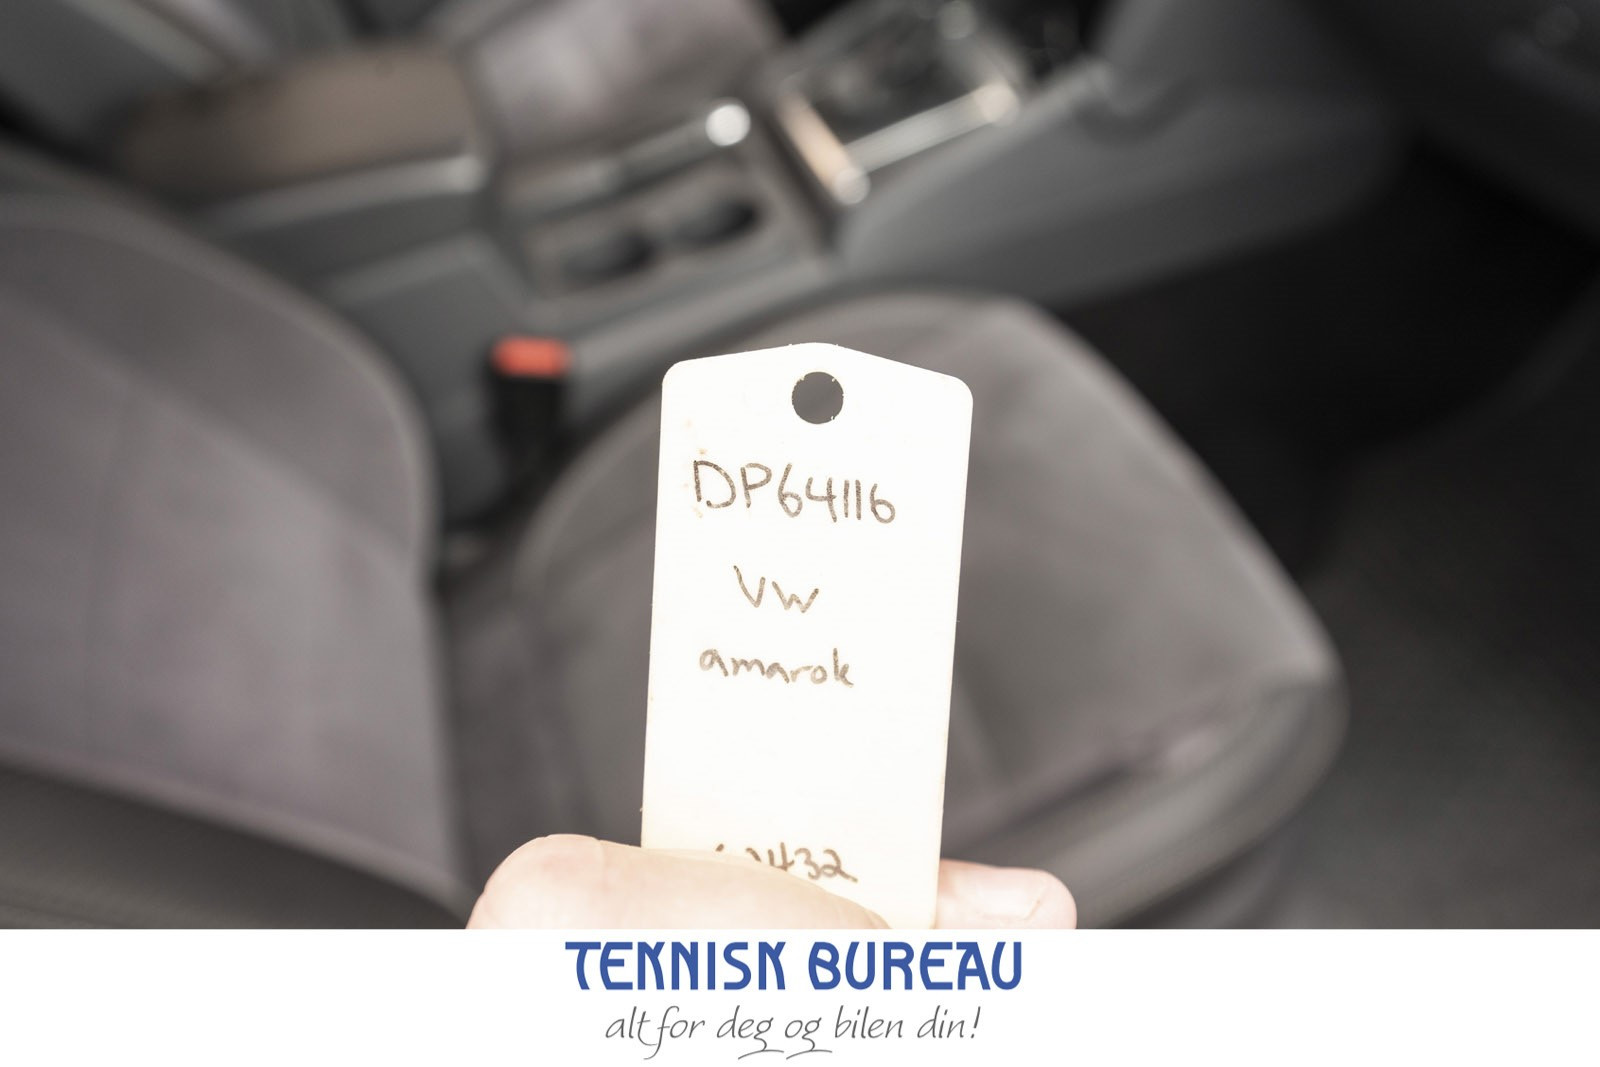 DP64116
VW
amarok
TEKNISK BUREAU
alt for deg og bilen din!